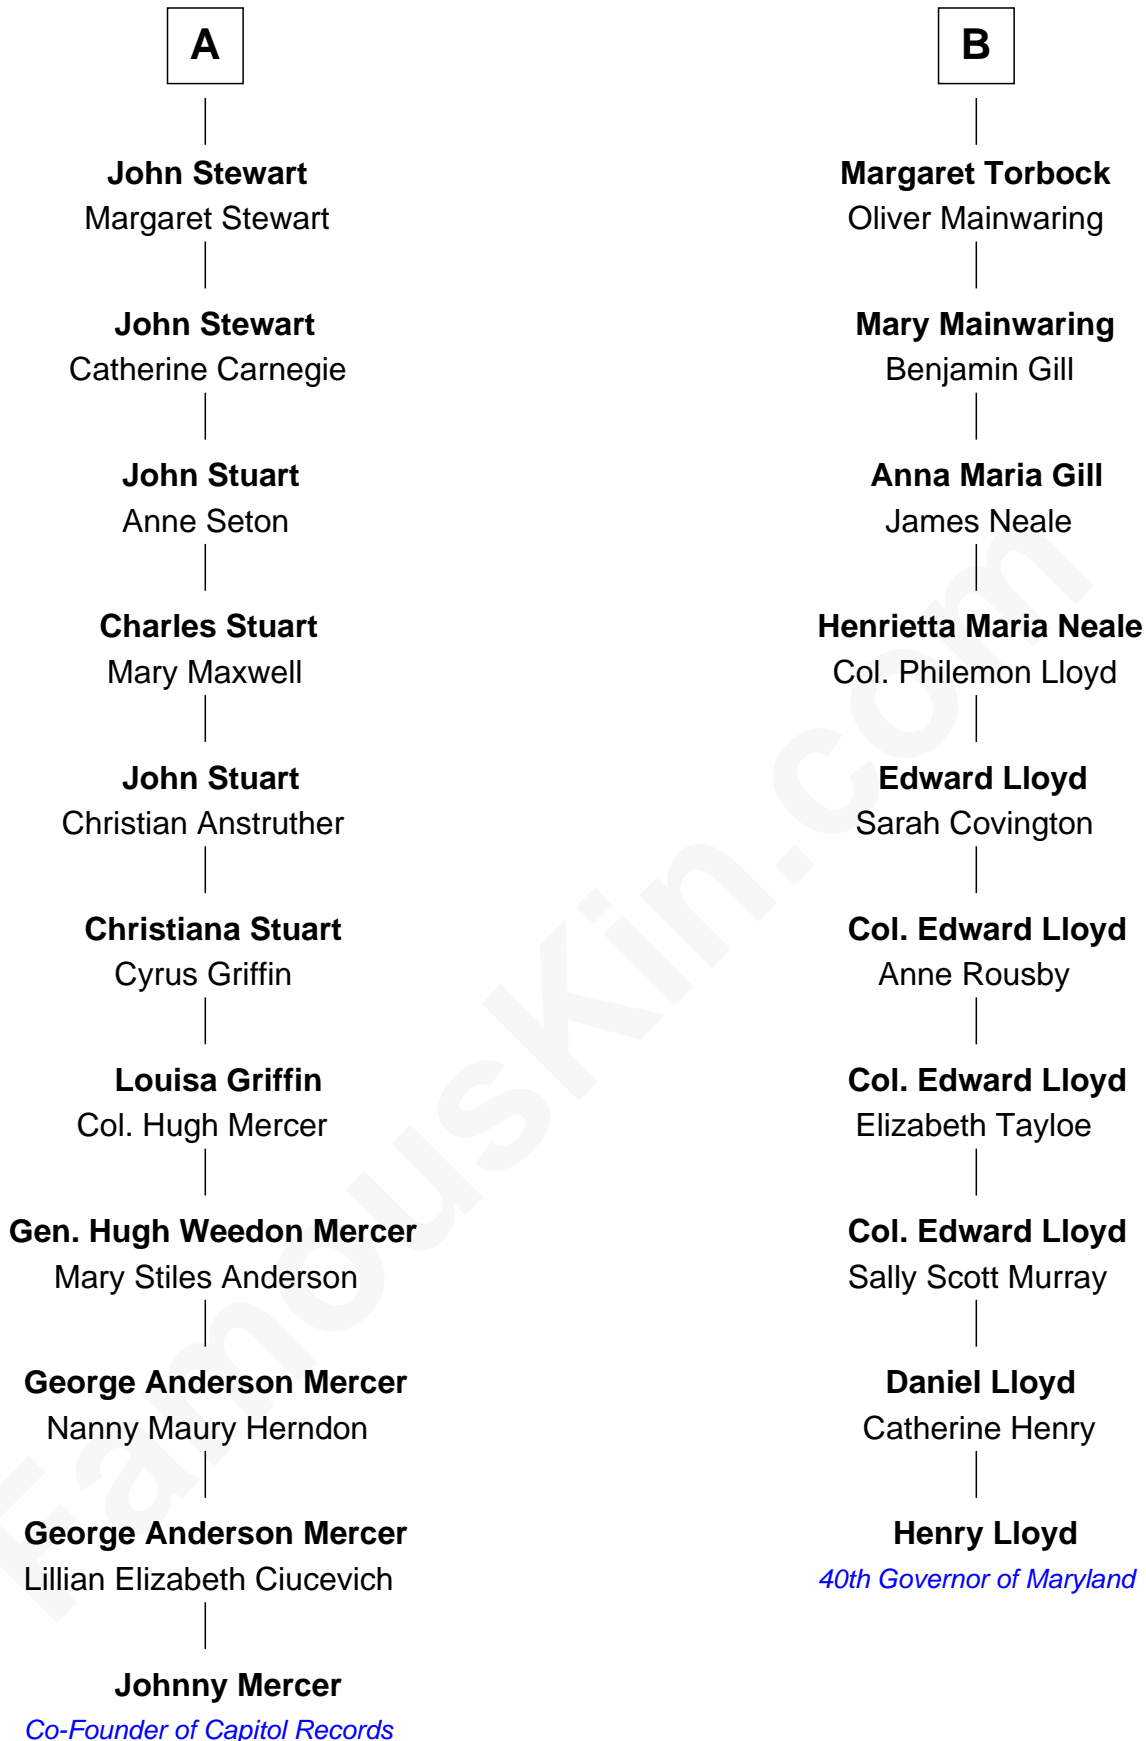 A
John Stewart
Margaret Stewart
John Stewart
Catherine Carnegie
John Stuart
Anne Seton
Charles Stuart
Mary Maxwell
John Stuart
Christian Anstruther
Christiana Stuart
Cyrus Griffin
Louisa Griffin
Col. Hugh Mercer
Gen. Hugh Weedon Mercer
Mary Stiles Anderson
George Anderson Mercer
Nanny Maury Herndon
George Anderson Mercer
Lillian Elizabeth Ciucevich
Johnny Mercer
Co-Founder of Capitol Records
B
Margaret Torbock
Oliver Mainwaring
Mary Mainwaring
Benjamin Gill
Anna Maria Gill
James Neale
Henrietta Maria Neale
Col. Philemon Lloyd
Edward Lloyd
Sarah Covington
Col. Edward Lloyd
Anne Rousby
Col. Edward Lloyd
Elizabeth Tayloe
Col. Edward Lloyd
Sally Scott Murray
Daniel Lloyd
Catherine Henry
Henry Lloyd
40th Governor of Maryland
FamousKin.com